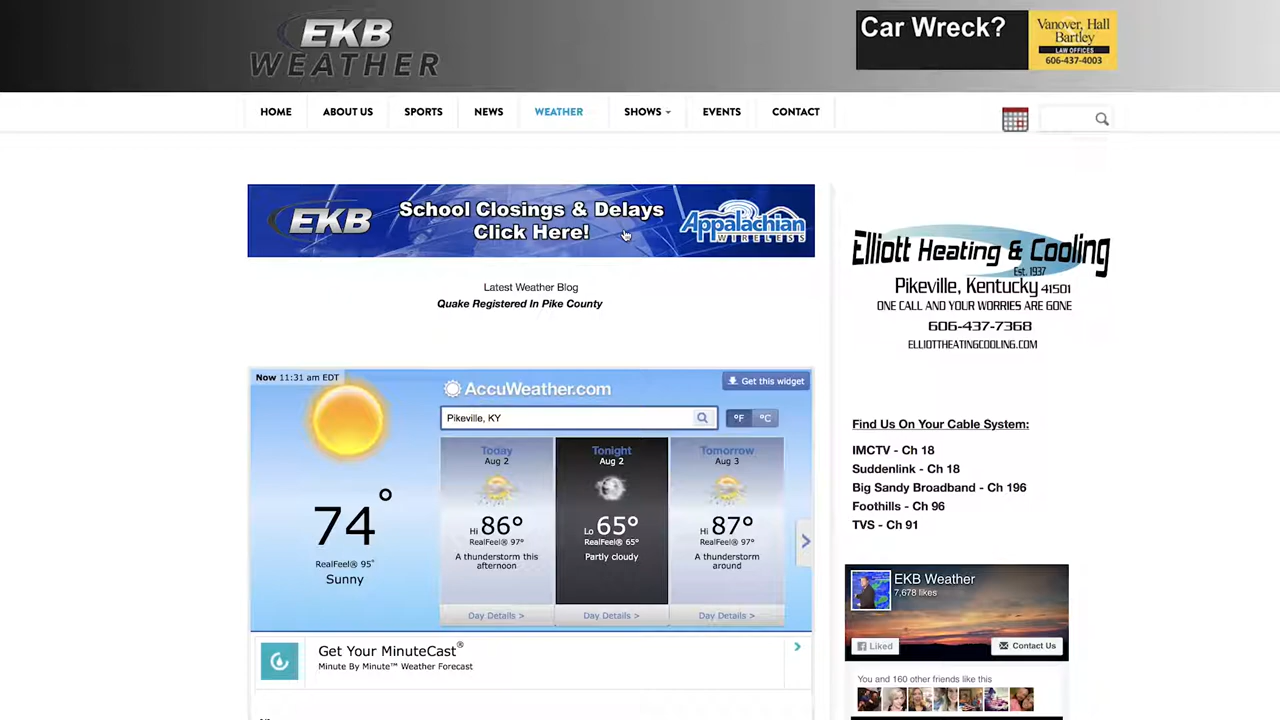 EKB
WEATHER
Car Wreck?
Vanover, Hall
Bartley
LAW OFFICES
606-437-4003
HOME
ABOUT US
SPORTS
NEWS
WEATHER
SHOWS
EVENTS
CONTACT
EKB
School Closings & Delays
Click Here!
Appalachian
WIRELESS
Latest Weather Blog
Quake Registered In Pike County
Now 11:31 am EDT
AccuWeather.com
Get this widget
Pikeville, KY
°F
°C
74°
RealFeel® 95°
Sunny
Today
Aug 2
Hi 86°
RealFeel® 97°
A thunderstorm this
afternoon
Day Details >
Tonight
Aug 2
Lo 65°
RealFeel® 65°
Partly cloudy
Day Details >
Tomorrow
Aug 3
Hi 87°
RealFeel® 97°
A thunderstorm
around
Day Details >
Get Your MinuteCast®
Minute By Minute™ Weather Forecast
Elliott Heating & Cooling
Est. 1937
Pikeville, Kentucky 41501
ONE CALL AND YOUR WORRIES ARE GONE
606-437-7368
ELLIOTTHEATINGCOOLING.COM
Find Us On Your Cable System:
IMCTV - Ch 18
Suddenlink - Ch 18
Big Sandy Broadband - Ch 196
Foothills - Ch 96
TVS - Ch 91
EKB Weather
7,678 likes
Liked
Contact Us
You and 160 other friends like this